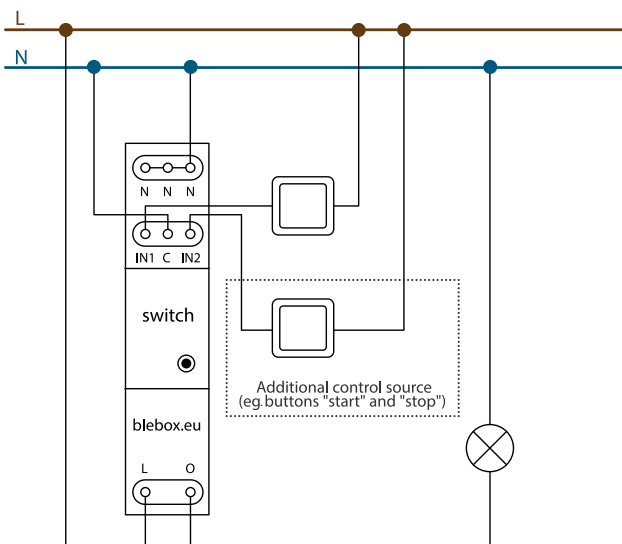 L
N
N N N
IN1 C IN2
switch
Additional control source
(eg.buttons "start" and "stop")
blebox.eu
L O